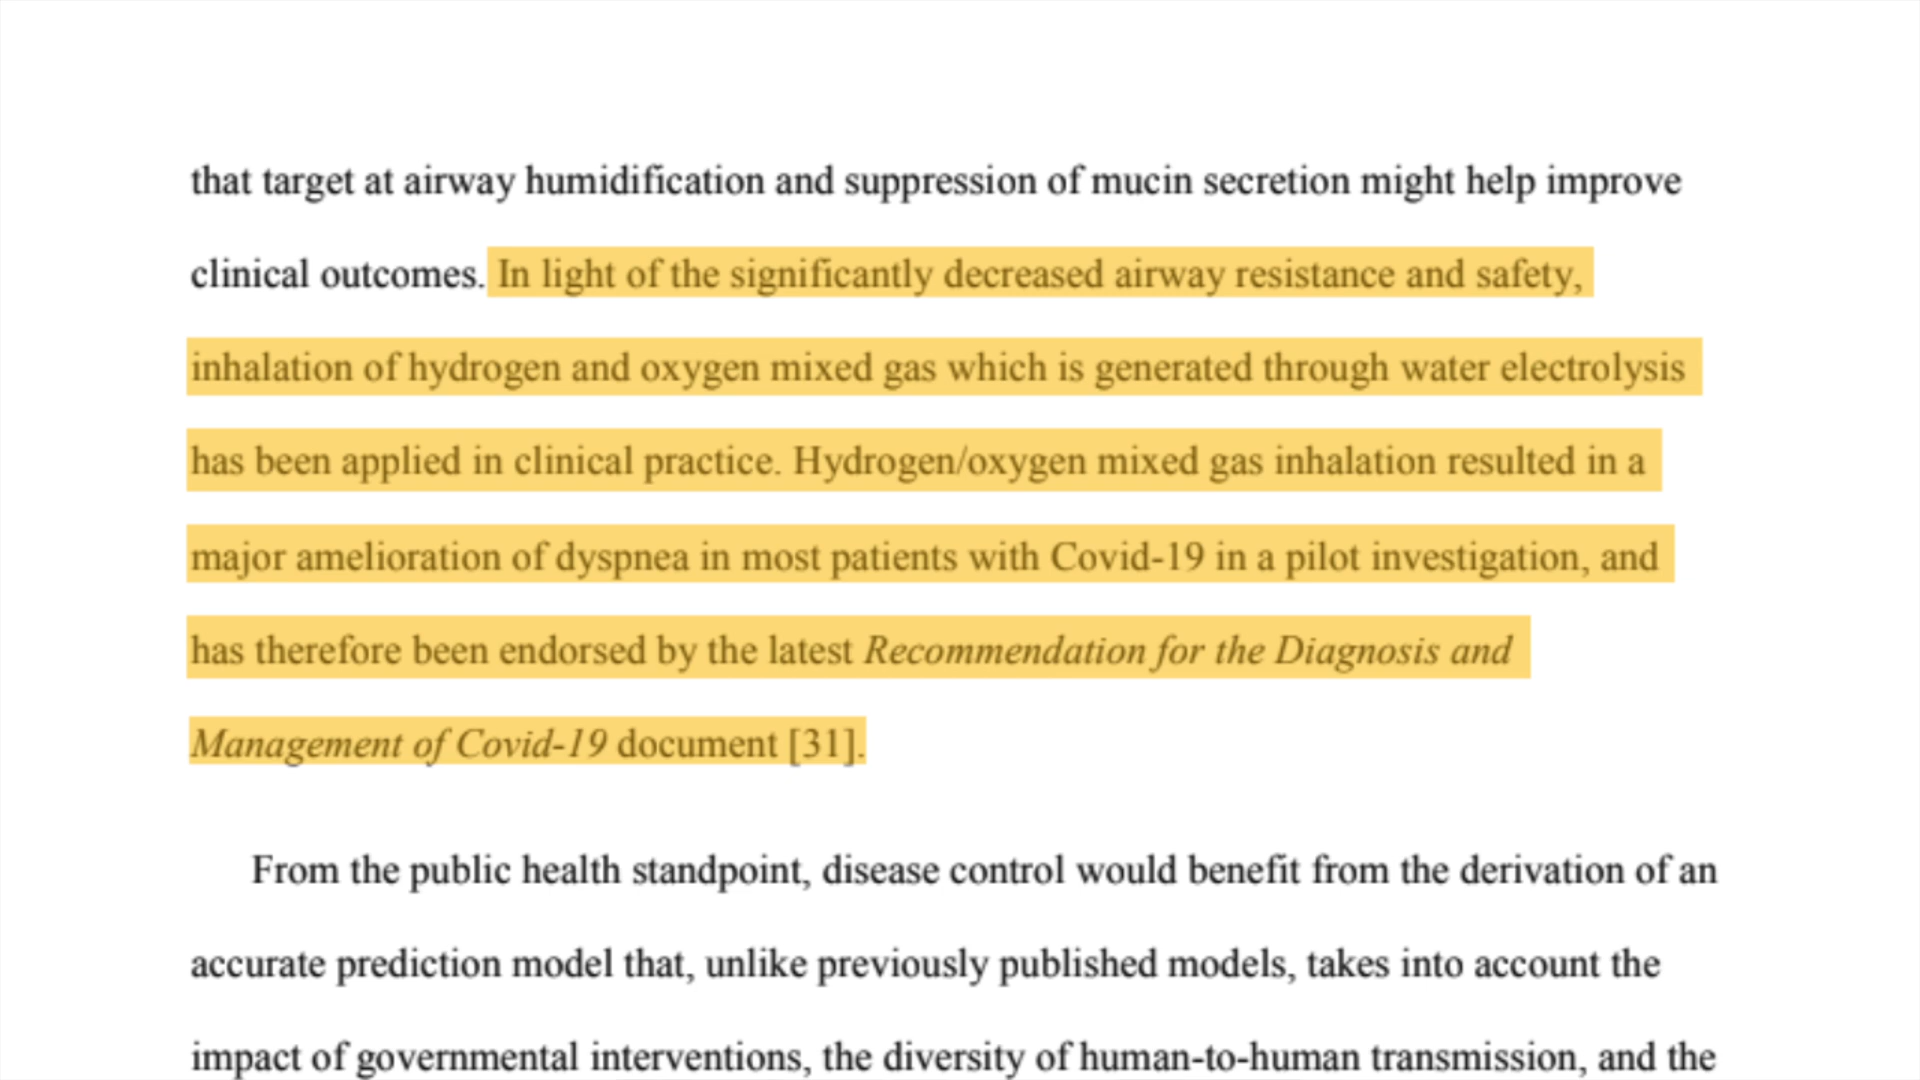 that target at airway humidification and suppression of mucin secretion might help improve
clinical outcomes. In light of the significantly decreased airway resistance and safety,
inhalation of hydrogen and oxygen mixed gas which is generated through water electrolysis
has been applied in clinical practice. Hydrogen/oxygen mixed gas inhalation resulted in a
major amelioration of dyspnea in most patients with Covid-19 in a pilot investigation, and
has therefore been endorsed by the latest Recommendation for the Diagnosis and
Management of Covid-19 document [31].
From the public health standpoint, disease control would benefit from the derivation of an
accurate prediction model that, unlike previously published models, takes into account the
impact of governmental interventions, the diversity of human-to-human transmission, and the